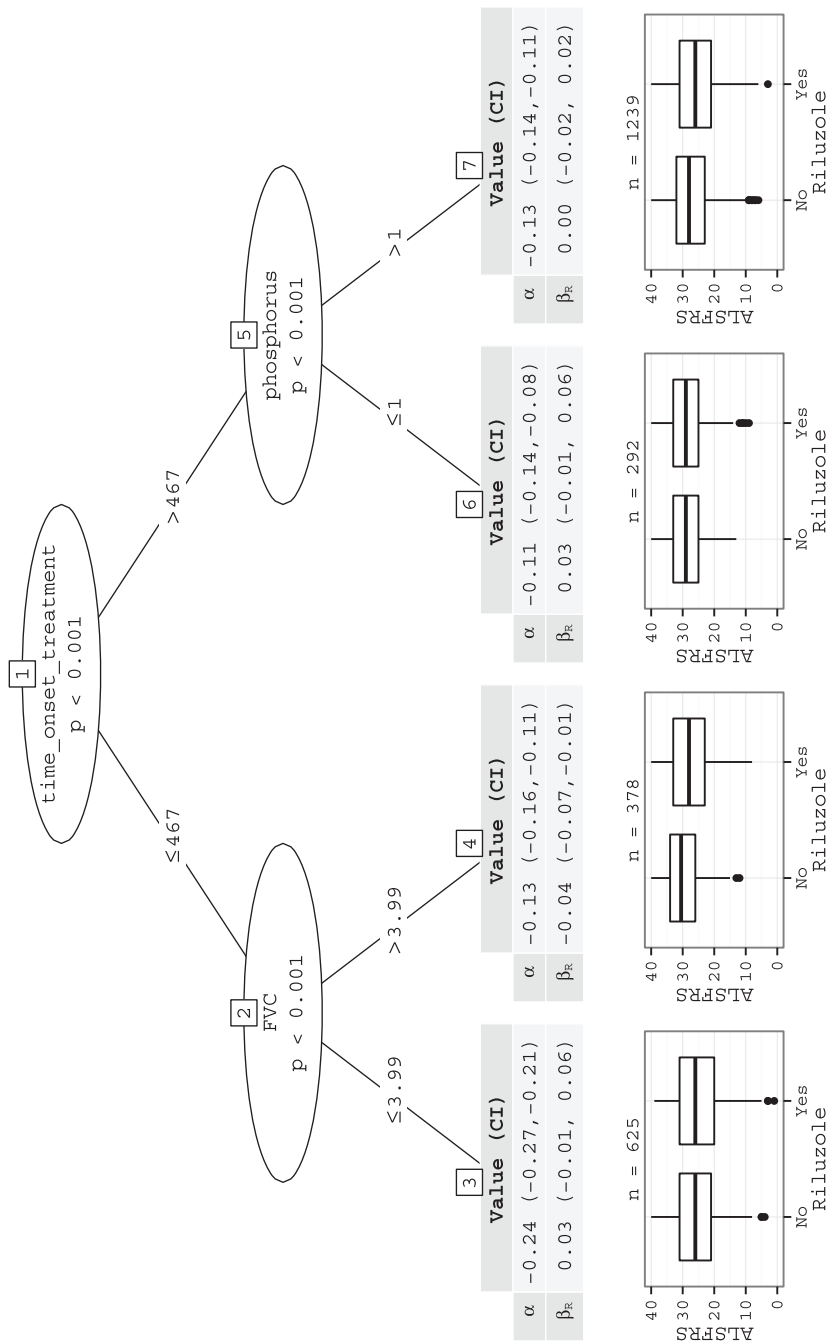 1
time_onset_treatment
p < 0.001
≤467
>467
2
FVC
p < 0.001
5
phosphorus
p < 0.001
≤3.99
>3.99
≤1
>1
3
Value (CI)
α -0.24 (-0.27,-0.21)
βR 0.03 (-0.01, 0.06)
4
Value (CI)
α -0.13 (-0.16,-0.11)
βR -0.04 (-0.07,-0.01)
6
Value (CI)
α -0.11 (-0.14,-0.08)
βR 0.03 (-0.01, 0.06)
7
Value (CI)
α -0.13 (-0.14,-0.11)
βR 0.00 (-0.02, 0.02)
n = 625
ALSFRS
40
30
20
10
0
No Yes
Riluzole
n = 378
ALSFRS
40
30
20
10
0
No Yes
Riluzole
n = 292
ALSFRS
40
30
20
10
0
No Yes
Riluzole
n = 1239
ALSFRS
40
30
20
10
0
No Yes
Riluzole